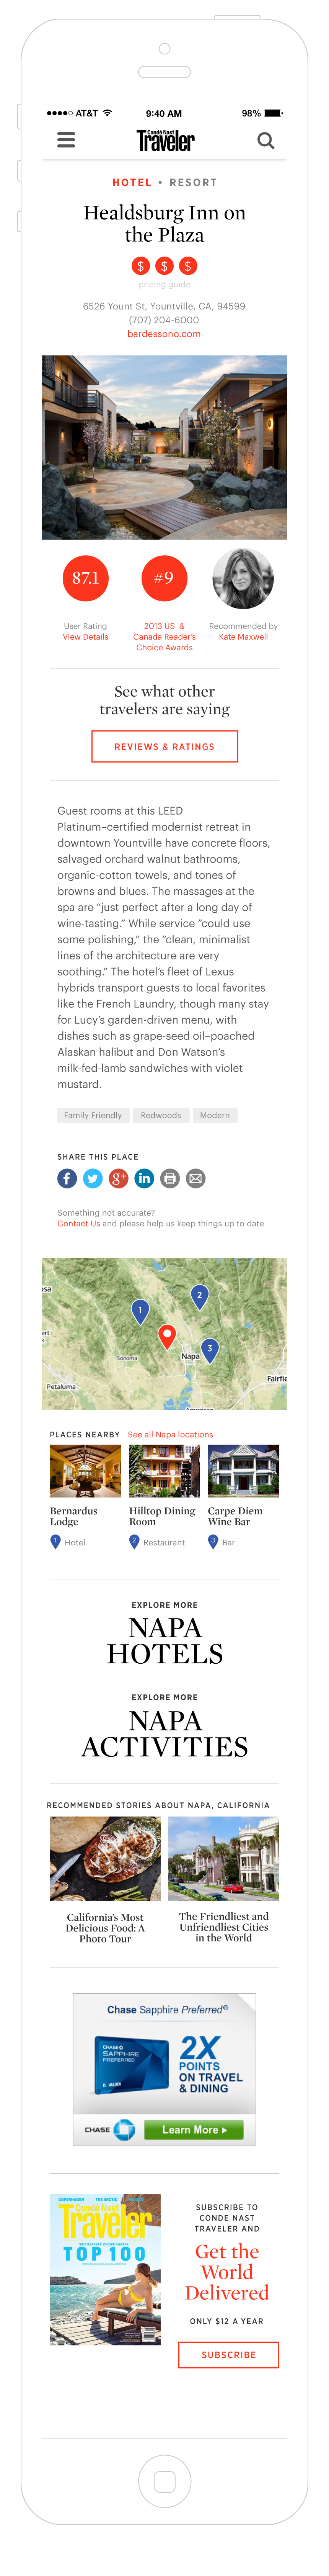 AT&T 9:40 AM 98%
Condé Nast
Traveler
HOTEL • RESORT
Healdsburg Inn on
the Plaza
$ $ $
pricing guide
6526 Yount St, Yountville, CA, 94599
(707) 204-6000
bardessono.com
87.1 #9
User Rating
View Details
2013 US &
Canada Reader's
Choice Awards
Recommended by
Kate Maxwell
See what other
travelers are saying
REVIEWS & RATINGS
Guest rooms at this LEED
Platinum–certified modernist retreat in
downtown Yountville have concrete floors,
salvaged orchard walnut bathrooms,
organic-cotton towels, and tones of
browns and blues. The massages at the
spa are “just perfect after a long day of
wine-tasting.” While service “could use
some polishing,” the “clean, minimalist
lines of the architecture are very
soothing.” The hotel’s fleet of Lexus
hybrids transport guests to local favorites
like the French Laundry, though many stay
for Lucy’s garden-driven menu, with
dishes such as grape-seed oil–poached
Alaskan halibut and Don Watson’s
milk-fed-lamb sandwiches with violet
mustard.
Family Friendly Redwoods Modern
SHARE THIS PLACE
f g+ in
Something not accurate?
Contact Us and please help us keep things up to date
osa
1
2
ert
rk
Sonoma
Napa
3
Petaluma
Fairfie
American
PLACES NEARBY See all Napa locations
Bernardus
Lodge
1 Hotel
Hilltop Dining
Room
2 Restaurant
Carpe Diem
Wine Bar
3 Bar
EXPLORE MORE
NAPA
HOTELS
EXPLORE MORE
NAPA
ACTIVITIES
RECOMMENDED STORIES ABOUT NAPA, CALIFORNIA
California’s Most
Delicious Food: A
Photo Tour
The Friendliest and
Unfriendliest Cities
in the World
Chase Sapphire Preferred®
CHASE
SAPPHIRE
PREFERRED
D. WALDEN
2X
POINTS
ON TRAVEL
& DINING
CHASE
Learn More
COPENHAGEN THE ARCTIC
Condé Nast
Traveler
TOP 100
SUBSCRIBE TO
CONDE NAST
TRAVELER AND
Get the
World
Delivered
ONLY $12 A YEAR
SUBSCRIBE